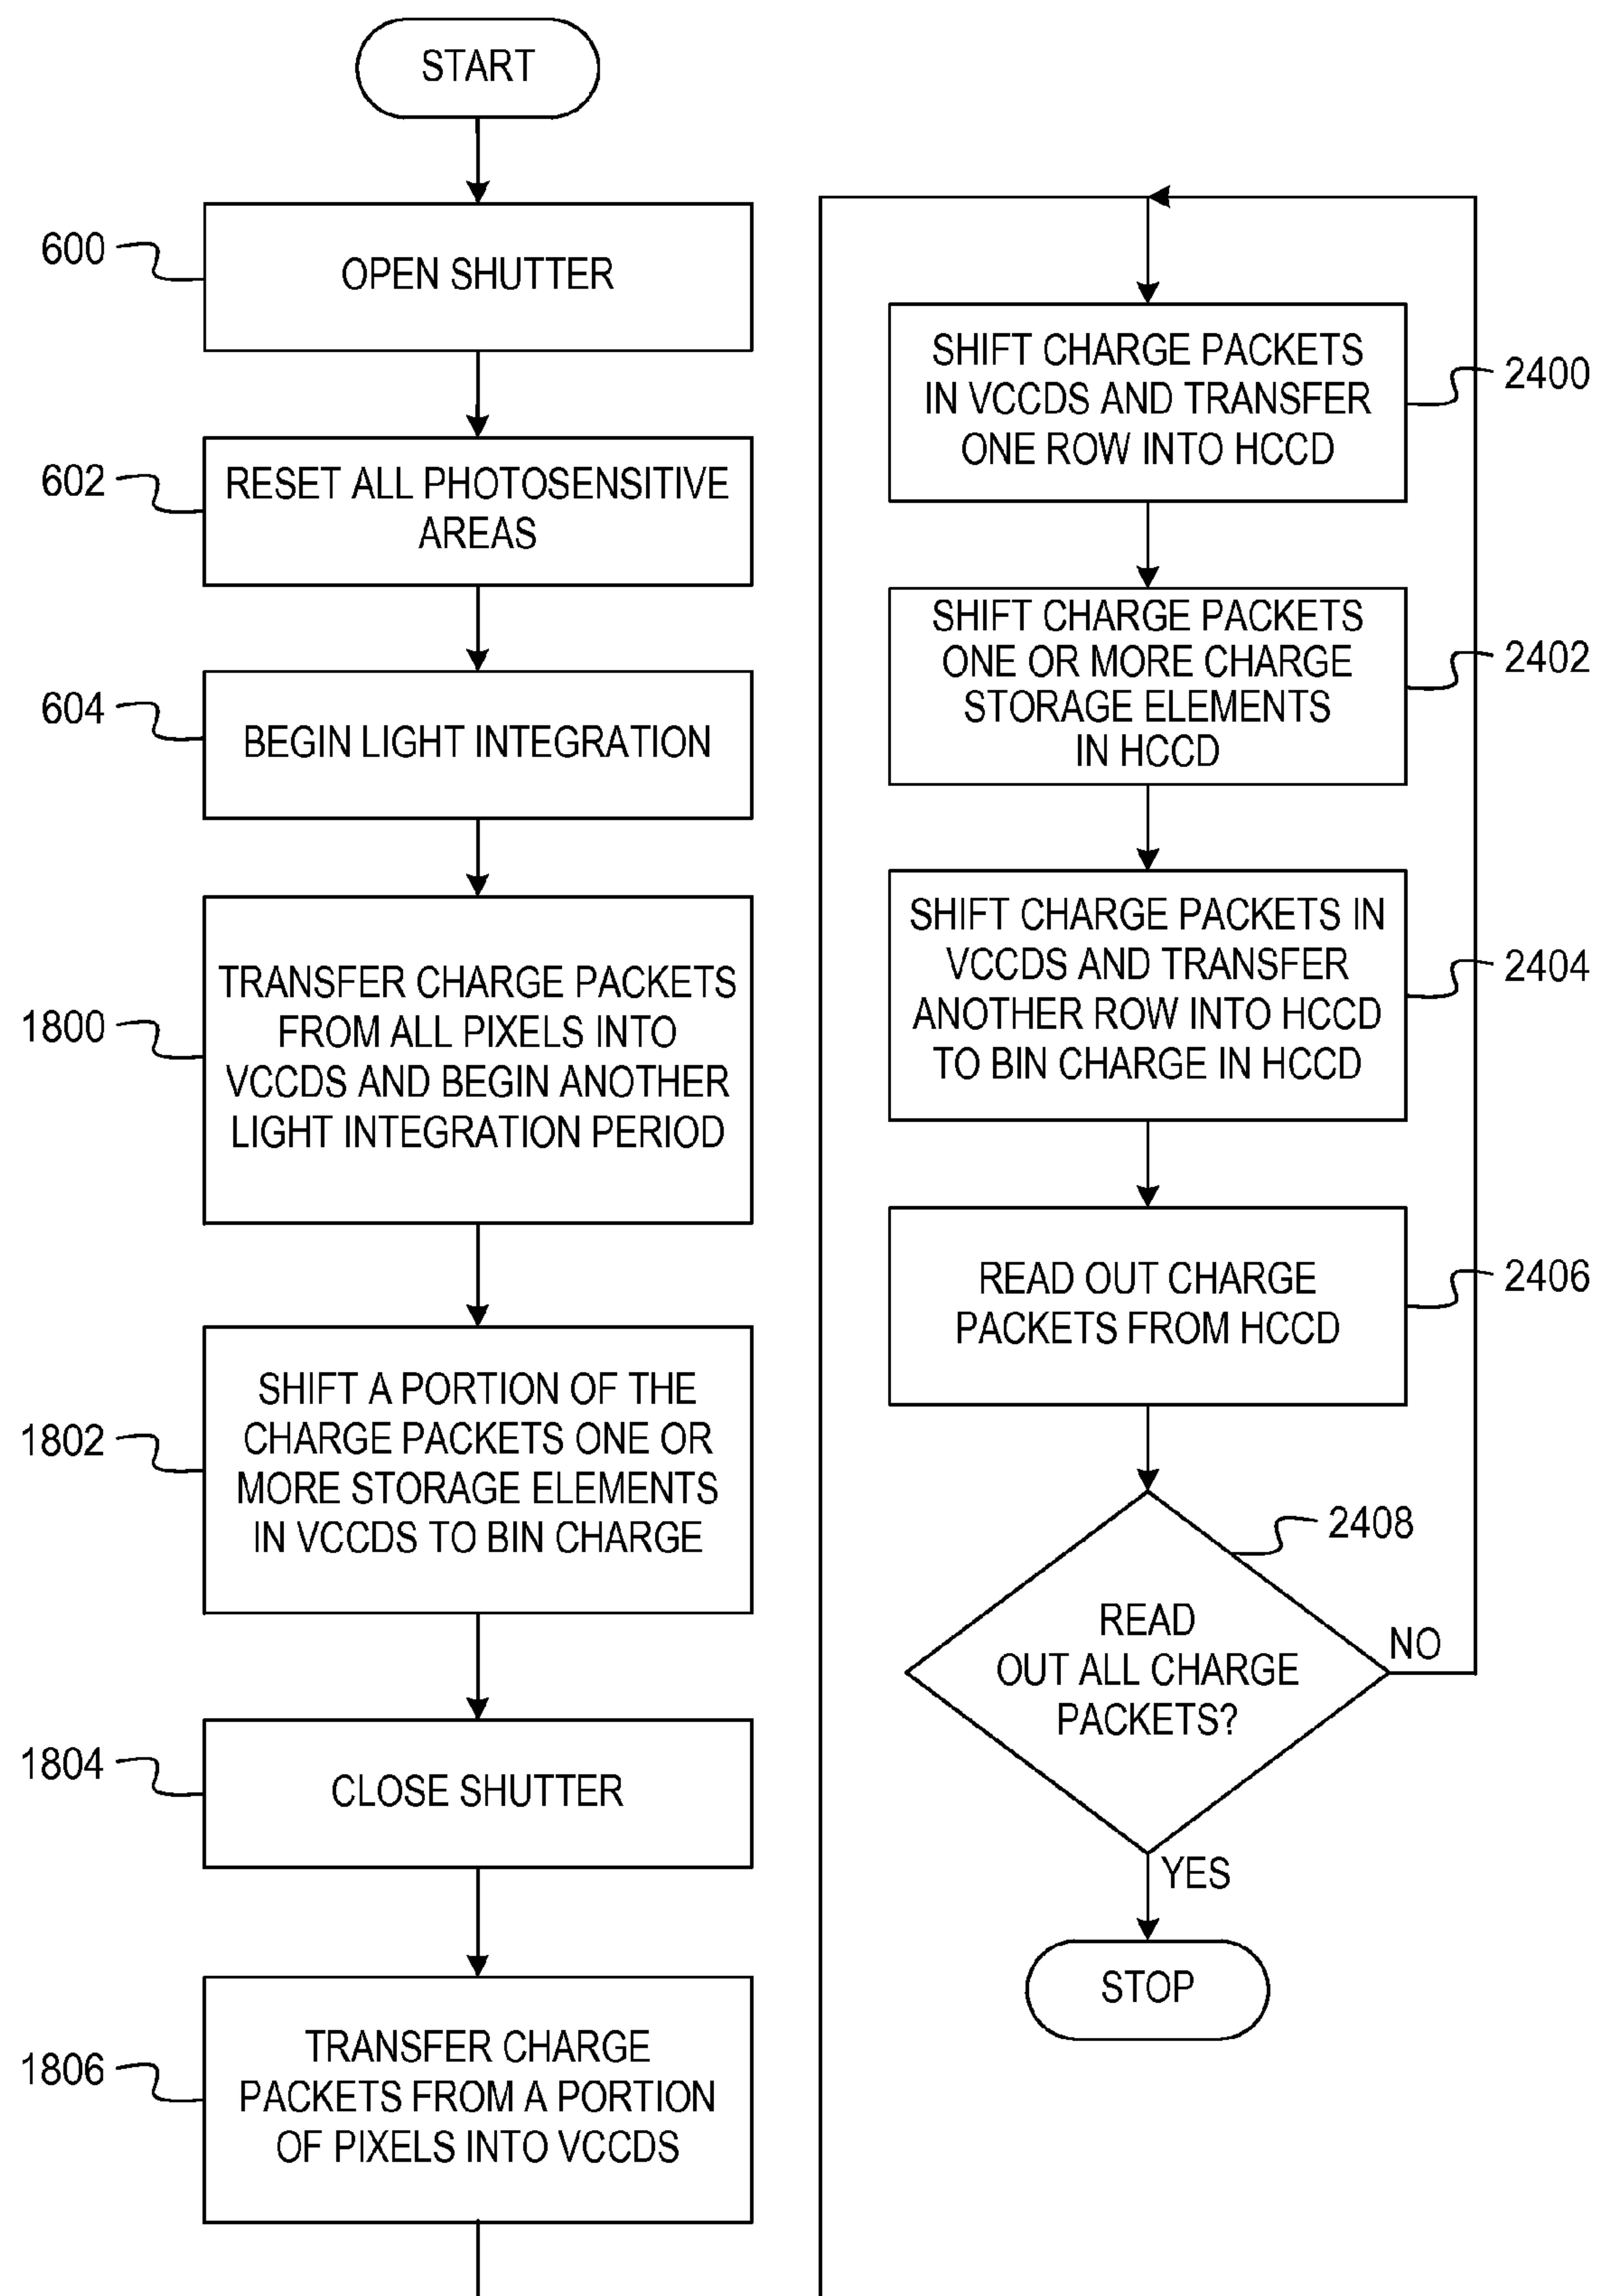 START
600
OPEN SHUTTER
602
RESET ALL PHOTOSENSITIVE
AREAS
604
BEGIN LIGHT INTEGRATION
1800
TRANSFER CHARGE PACKETS
FROM ALL PIXELS INTO
VCCDS AND BEGIN ANOTHER
LIGHT INTEGRATION PERIOD
1802
SHIFT A PORTION OF THE
CHARGE PACKETS ONE OR
MORE STORAGE ELEMENTS
IN VCCDS TO BIN CHARGE
1804
CLOSE SHUTTER
1806
TRANSFER CHARGE
PACKETS FROM A PORTION
OF PIXELS INTO VCCDS
SHIFT CHARGE PACKETS
IN VCCDS AND TRANSFER
ONE ROW INTO HCCD
2400
SHIFT CHARGE PACKETS
ONE OR MORE CHARGE
STORAGE ELEMENTS
IN HCCD
2402
SHIFT CHARGE PACKETS IN
VCCDS AND TRANSFER
ANOTHER ROW INTO HCCD
TO BIN CHARGE IN HCCD
2404
READ OUT CHARGE
PACKETS FROM HCCD
2406
2408
READ
OUT ALL CHARGE
PACKETS?
NO
YES
STOP